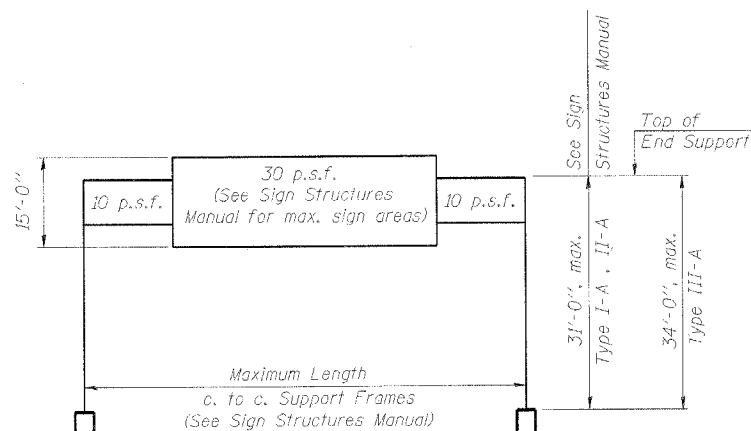 See Sign
Structures Manual
Top of
End Support
15'-0"
10 p.s.f.
30 p.s.f.
(See Sign Structures
Manual for max. sign areas)
10 p.s.f.
31'-0", max.
Type I-A , II-A
34'-0", max.
Type III-A
Maximum Length
c. to c. Support Frames
(See Sign Structures Manual)